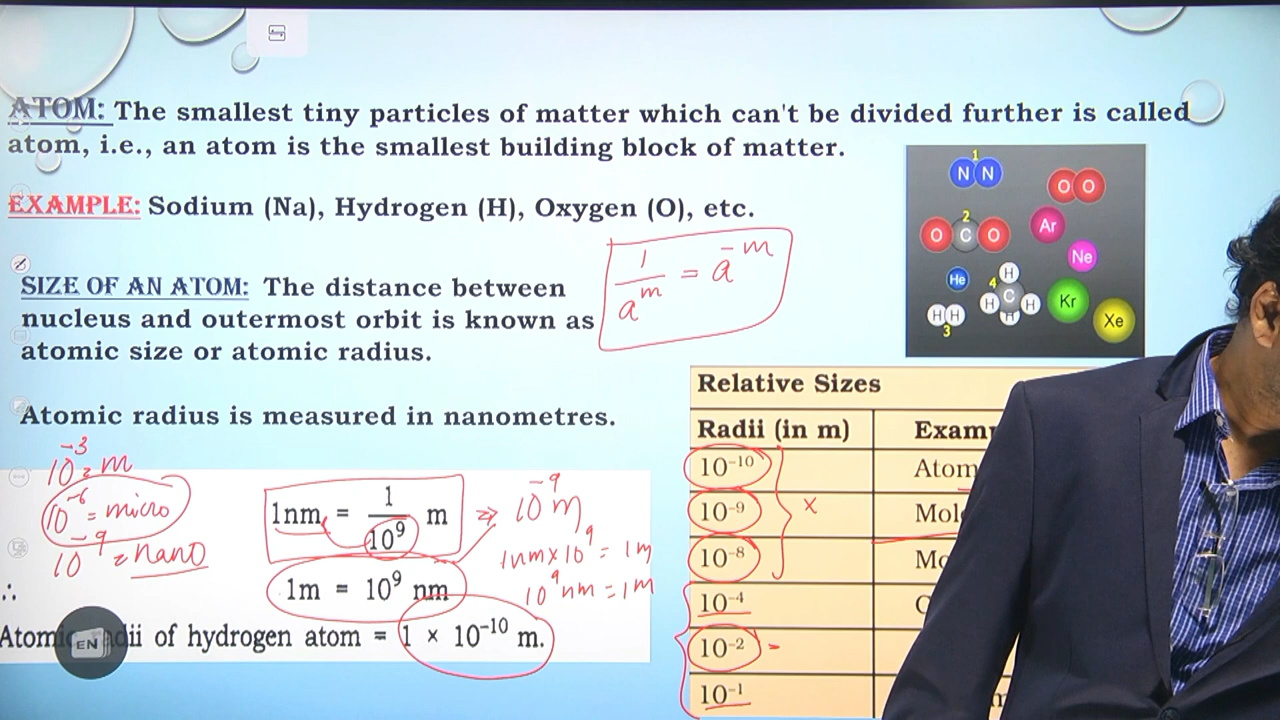 ATOM: The smallest tiny particles of matter which can't be divided further is called
atom, i.e., an atom is the smallest building block of matter.
EXAMPLE: Sodium (Na), Hydrogen (H), Oxygen (O), etc.
1/a^m = a^-m
SIZE OF AN ATOM: The distance between
nucleus and outermost orbit is known as
atomic size or atomic radius.
Atomic radius is measured in nanometres.
10^-3 = m
10^-6 = micro
10^-9 = nano
1nm = 1/10^9 m ⇒ 10^-9 m
1nm × 10^9 = 1m
10^9 nm = 1m
∴ 1m = 10^9 nm
radii of hydrogen atom = 1 × 10^-10 m.
EN
1
N N
O O
2
O C O
Ar
Ne
He
4
H
H C H
H
Kr
Xe
H H
3
Relative Sizes
Radii (in m)
10^-10 Atom
10^-9
10^-8
×
10^-4
10^-2
10^-1